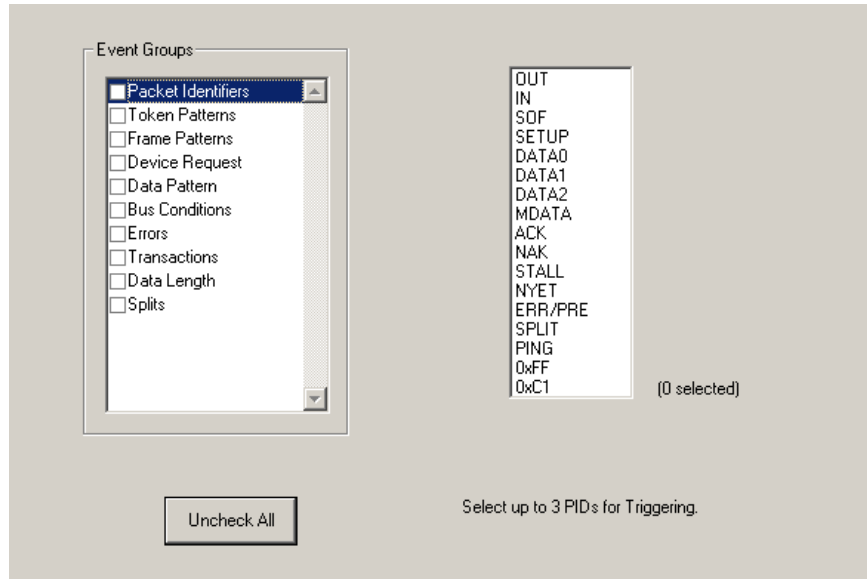 Event Groups
Packet Identifiers
Token Patterns
Frame Patterns
Device Request
Data Pattern
Bus Conditions
Errors
Transactions
Data Length
Splits
OUT
IN
SOF
SETUP
DATA0
DATA1
DATA2
MDATA
ACK
NAK
STALL
NYET
ERR/PRE
SPLIT
PING
0xFF
0xC1
(0 selected)
Uncheck All
Select up to 3 PIDs for Triggering.